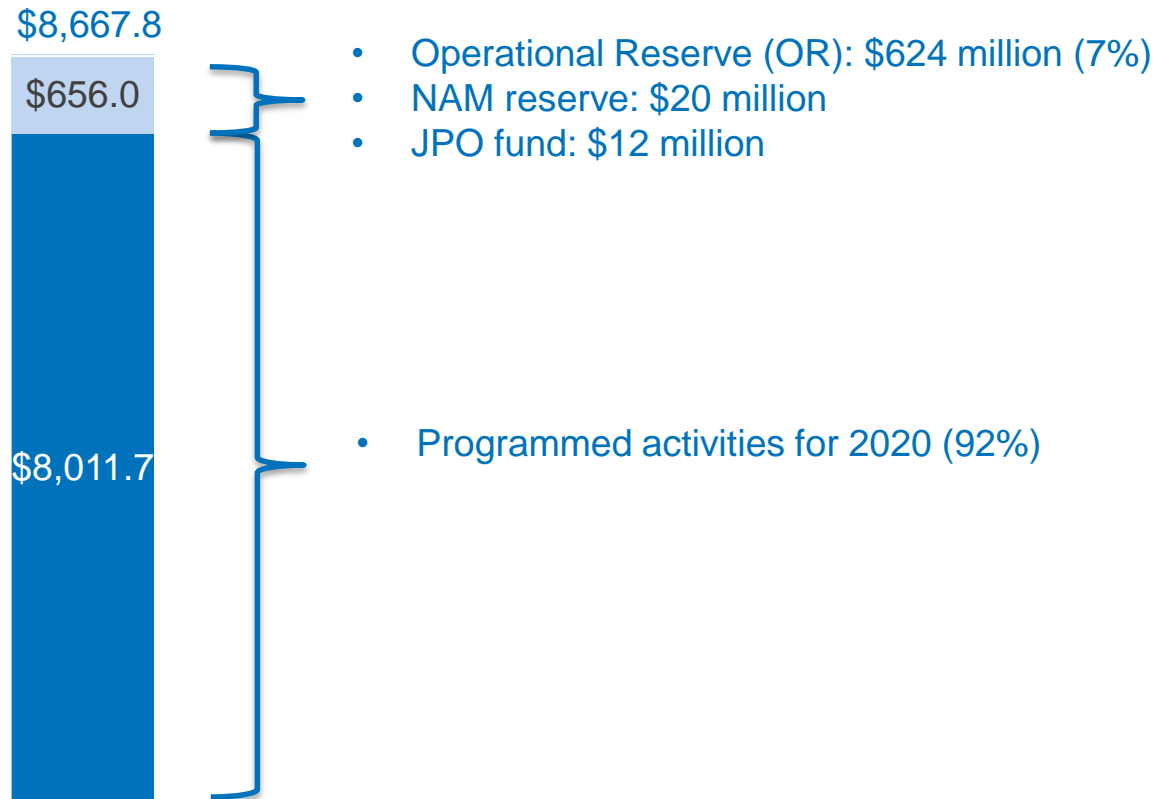 $8,667.8
$656.0
• Operational Reserve (OR): $624 million (7%)
• NAM reserve: $20 million
• JPO fund: $12 million
$8,011.7
• Programmed activities for 2020 (92%)